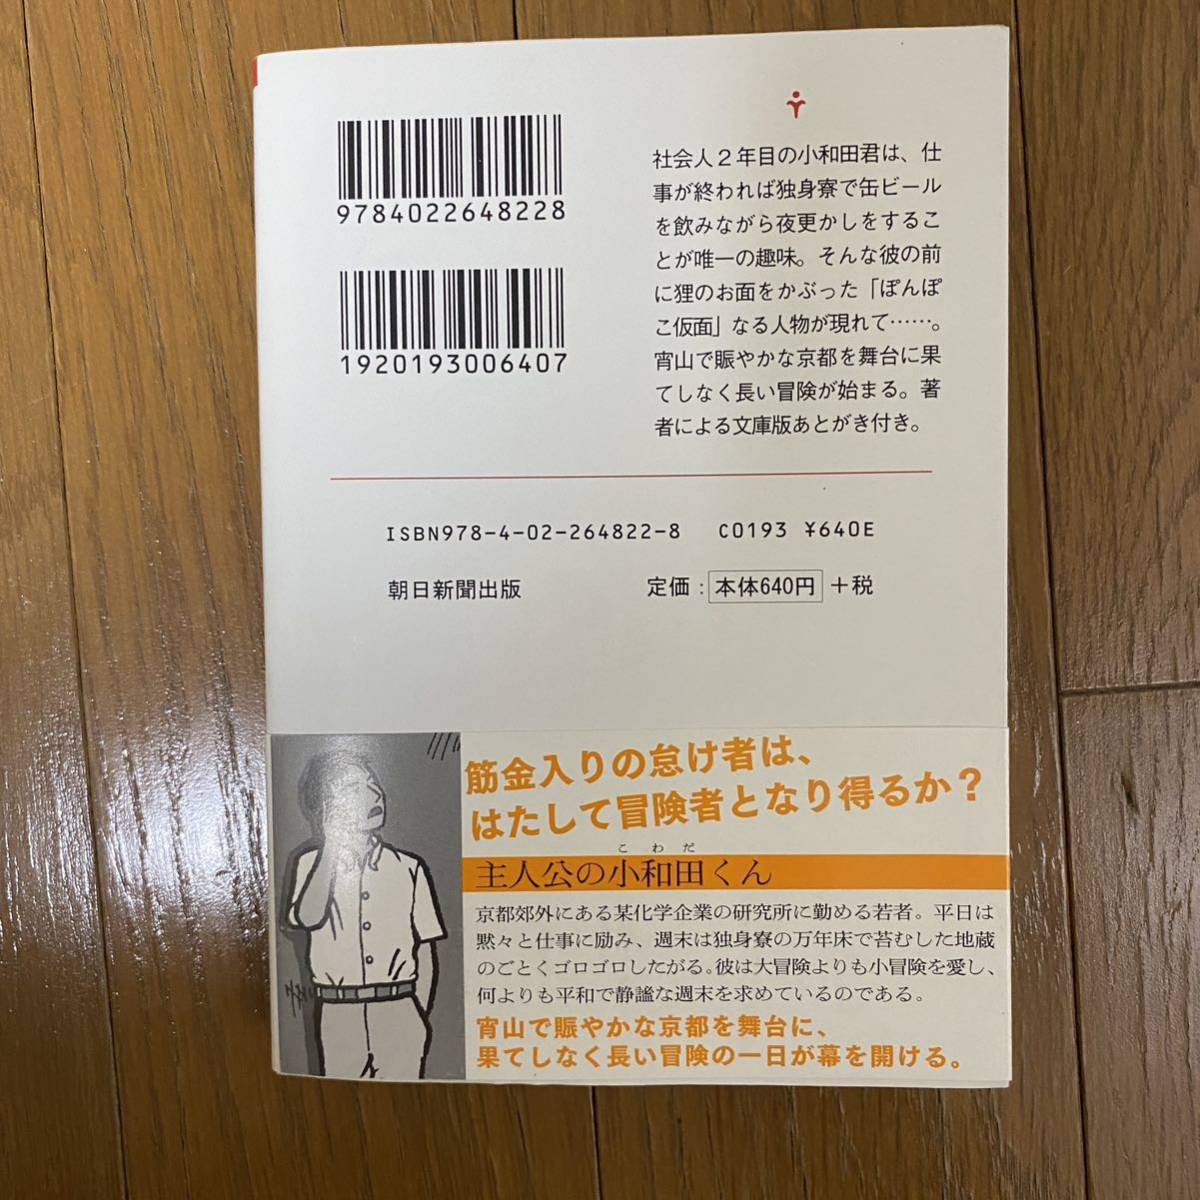 9784022648228
1920193006407
社会人2年目の小和田君は、仕
事が終われば独身寮で缶ビール
を飲みながら夜更かしをするこ
とが唯一の趣味。そんな彼の前
に狸のお面をかぶった「ぽんぽ
こ仮面」なる人物が現れて……。
宵山で賑やかな京都を舞台に果
てしなく長い冒険が始まる。著
者による文庫版あとがき付き。
ISBN978-4-02-264822-8 C0193 ¥640E
朝日新聞出版 定価:本体640円+税
筋金入りの怠け者は、
はたして冒険者となり得るか?
こわだ
主人公の小和田くん
京都郊外にある某化学企業の研究所に勤める若者。平日は
黙々と仕事に励み、週末は独身寮の万年床で苔むした地蔵
のごとくゴロゴロしたがる。彼は大冒険よりも小冒険を愛し、
何よりも平和で静謐な週末を求めているのである。
宵山で賑やかな京都を舞台に、
果てしなく長い冒険の一日が幕を開ける。